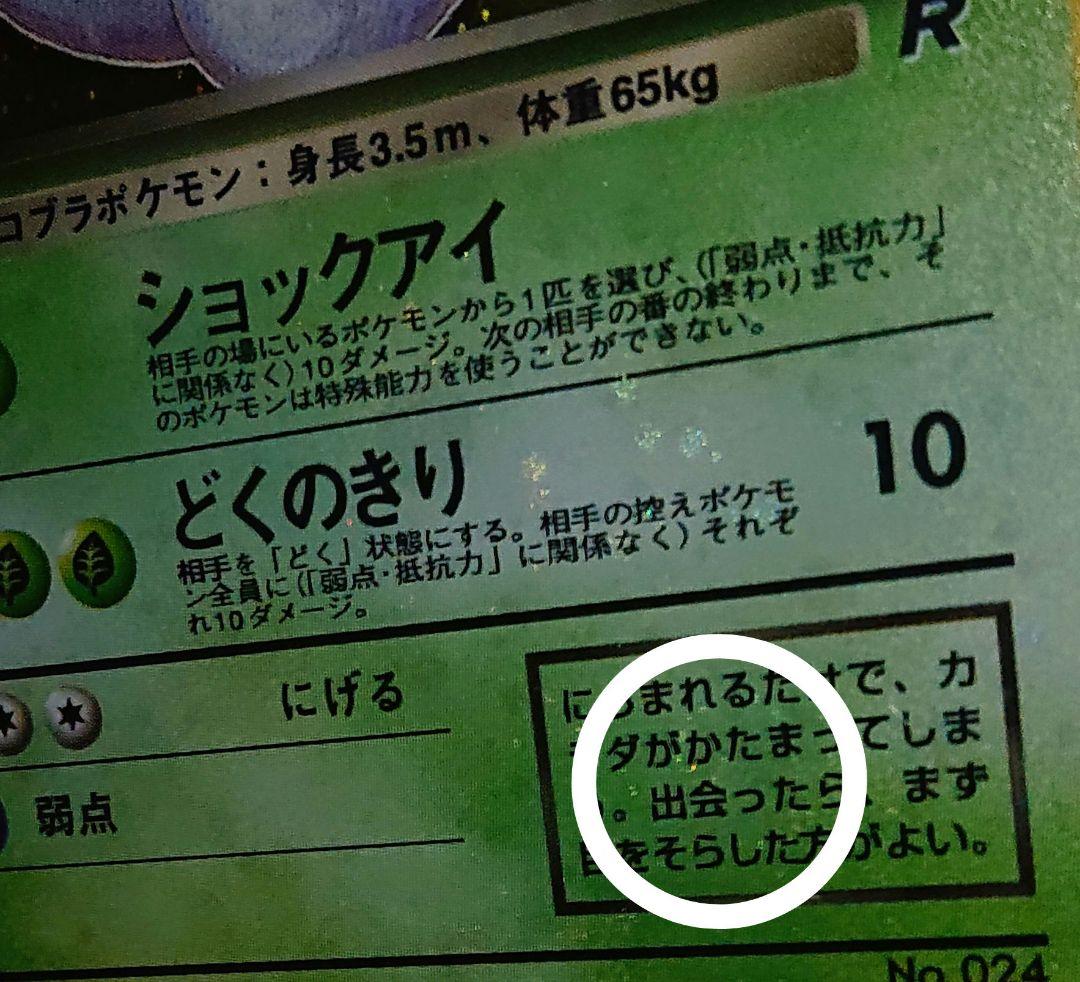 R
コブラポケモン：身長3.5m、体重65kg
ショックアイ
相手の場にいるポケモンから1匹を選び、(「弱点・抵抗力」
に関係なく)10ダメージ。次の相手の番の終わりまで、そ
のポケモンは特殊能力を使うことができない。
どくのきり 10
相手を「どく」状態にする。相手の控えポケモ
ン全員に(「弱点・抵抗力」に関係なく)それぞ
れ10ダメージ。
にげる
弱点
にらまれるだけで、カ
ラダがかたまってしま
う。出会ったら、まず
目をそらした方がよい。
No.024